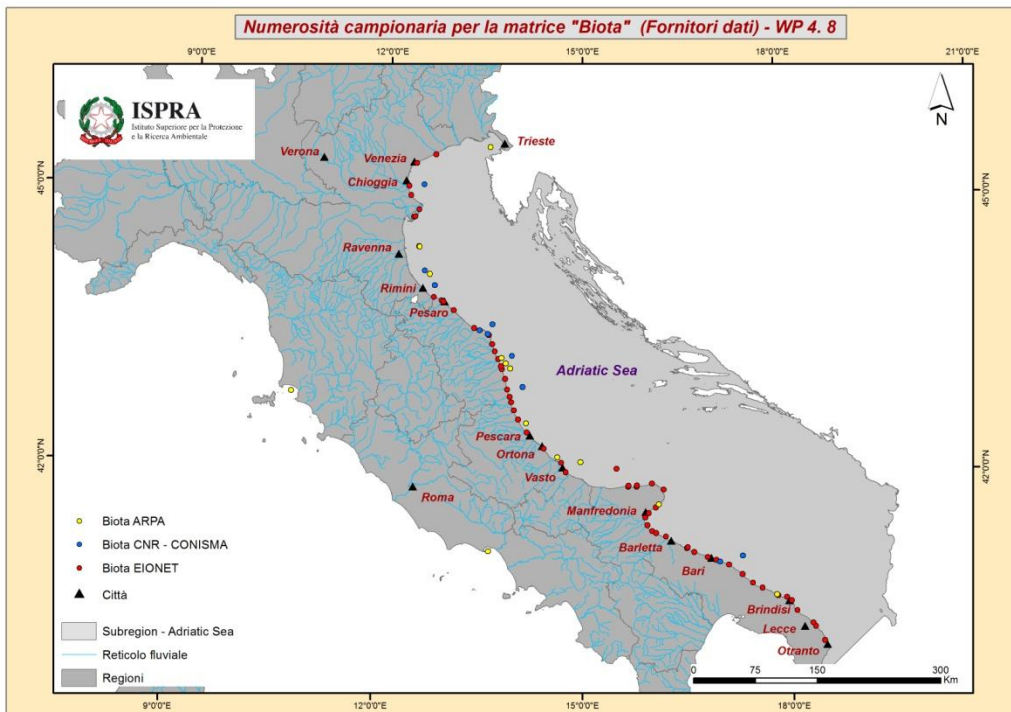 Numerosità campionaria per la matrice "Biota" (Fornitori dati) - WP 4. 8
9°0'0"E
12°0'0"E
15°0'0"E
18°0'0"E
21°0'0"E
ISPRA
Istituto Superiore per la Protezione
e la Ricerca Ambientale
N
Trieste
Verona
Venezia
Chioggia
45°0'0"N
45°0'0"N
Ravenna
Rimini
Pesaro
Adriatic Sea
Pescara
Ortona
42°0'0"N
42°0'0"N
Vasto
Roma
Manfredonia
Barletta
Bari
Brindisi
Lecce
Otranto
Biota ARPA
Biota CNR - CONISMA
Biota EIONET
Città
Subregion - Adriatic Sea
Reticolo fluviale
Regioni
0 75 150 300
Km
9°0'0"E
12°0'0"E
15°0'0"E
18°0'0"E